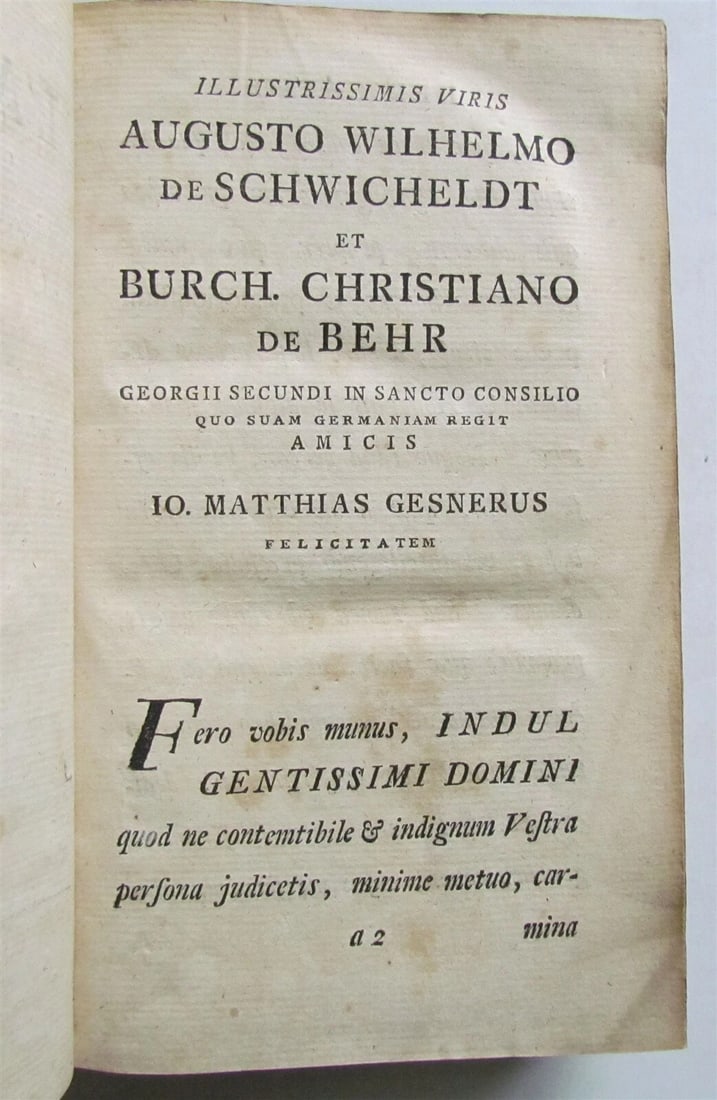 ILLUSTRISSIMIS VIRIS
AUGUSTO WILHELMO
DE SCHWICHELDT
ET
BURCH. CHRISTIANO
DE BEHR
GEORGII SECUNDI IN SANCTO CONSILIO
QUO SUAM GERMANIAM REGIT
AMICIS
IO. MATTHIAS GESNERUS
FELICITATEM
Fero vobis munus, INDUL
GENTISSIMI DOMINI
quod ne contemtibile & indignum Veſtra
perſona judicetis, minime metuo, car-
a 2 mina